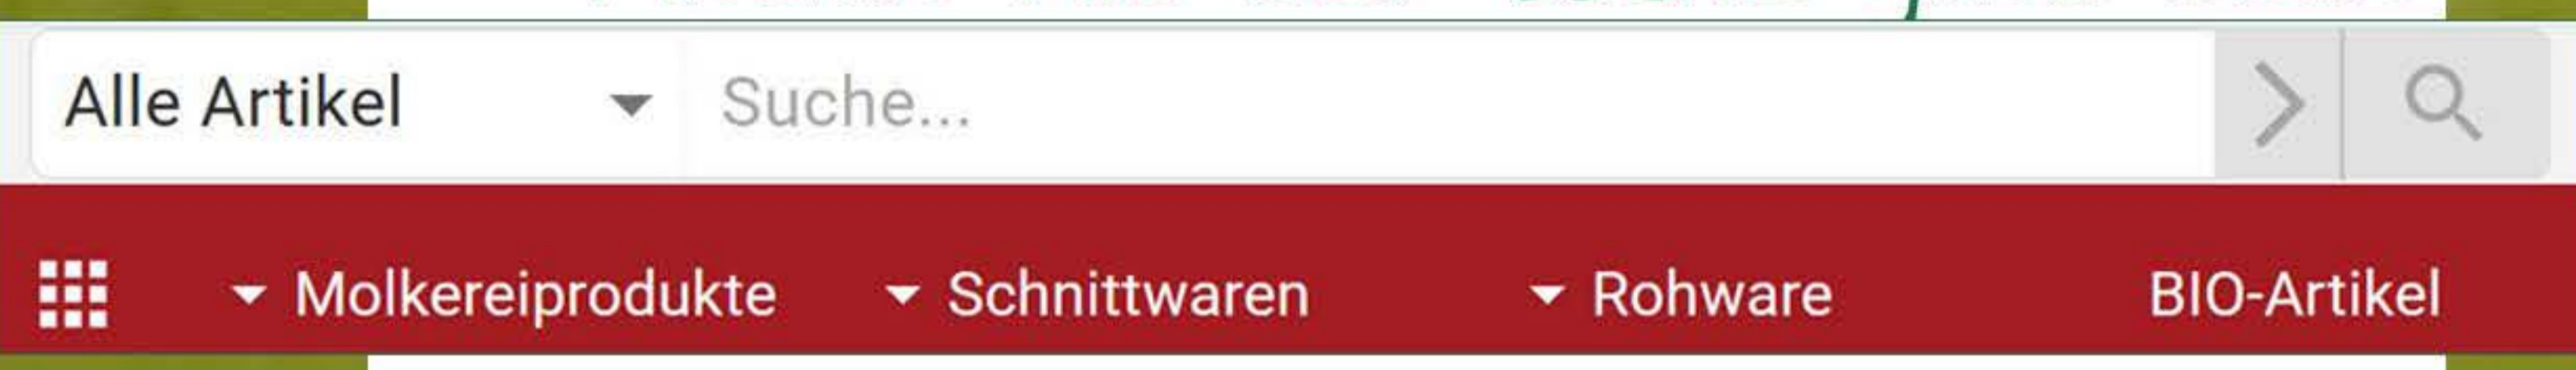 Alle Artikel Suche...
Molkereiprodukte Schnittwaren Rohware BIO-Artikel